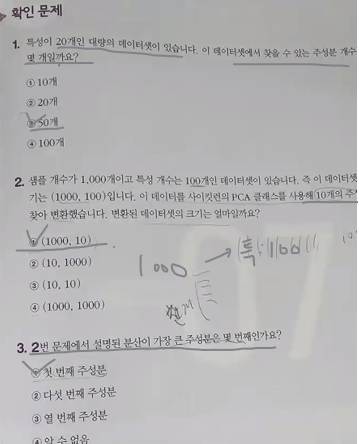 확인 문제
1. 특성이 20개인 대량의 데이터셋이 있습니다. 이 데이터셋에서 찾을 수 있는 주성분 개수
몇 개일까요?
① 10개
② 20개
③ 50개
④ 100개
2. 샘플 개수가 1,000개이고 특성 개수는 100개인 데이터셋이 있습니다. 즉 이 데이터셋
기는 (1000, 100)입니다. 이 데이터를 사이킷런의 PCA 클래스를 사용해 10개의 주
찾아 변환했습니다. 변환된 데이터셋의 크기는 얼마일까요?
① (1000, 10)
② (10, 1000)
③ (10, 10)
④ (1000, 1000)
1000
3. 2번 문제에서 설명된 분산이 가장 큰 주성분은 몇 번째인가요?
① 첫 번째 주성분
② 다섯 번째 주성분
③ 열 번째 주성분
④ 알 수 없음